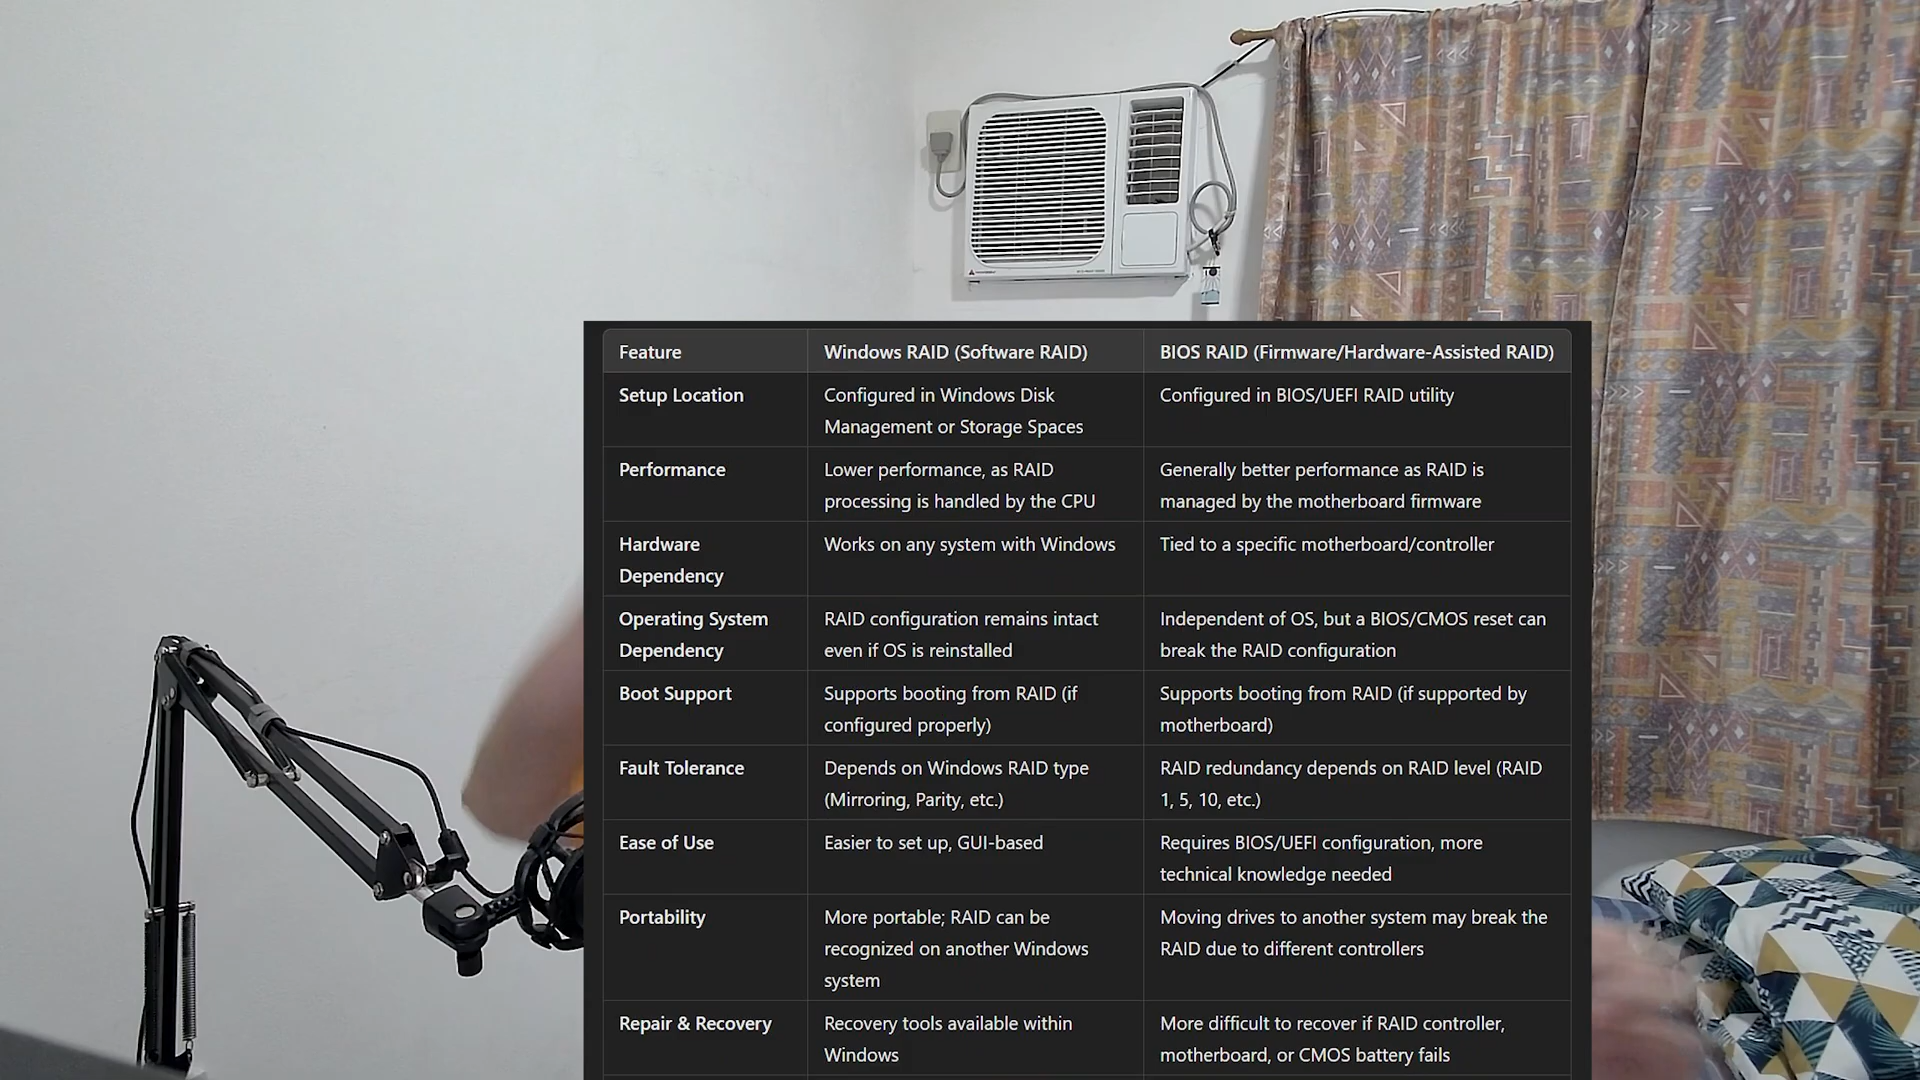 Feature Windows RAID (Software RAID) BIOS RAID (Firmware/Hardware-Assisted RAID)
Setup Location Configured in Windows Disk Configured in BIOS/UEFI RAID utility
Management or Storage Spaces
Performance Lower performance, as RAID Generally better performance as RAID is
processing is handled by the CPU managed by the motherboard firmware
Hardware Works on any system with Windows Tied to a specific motherboard/controller
Dependency
Operating System RAID configuration remains intact Independent of OS, but a BIOS/CMOS reset can
Dependency even if OS is reinstalled break the RAID configuration
Boot Support Supports booting from RAID (if Supports booting from RAID (if supported by
configured properly) motherboard)
Fault Tolerance Depends on Windows RAID type RAID redundancy depends on RAID level (RAID
(Mirroring, Parity, etc.) 1, 5, 10, etc.)
Ease of Use Easier to set up, GUI-based Requires BIOS/UEFI configuration, more
technical knowledge needed
Portability More portable; RAID can be Moving drives to another system may break the
recognized on another Windows RAID due to different controllers
system
Repair & Recovery Recovery tools available within More difficult to recover if RAID controller,
Windows motherboard, or CMOS battery fails